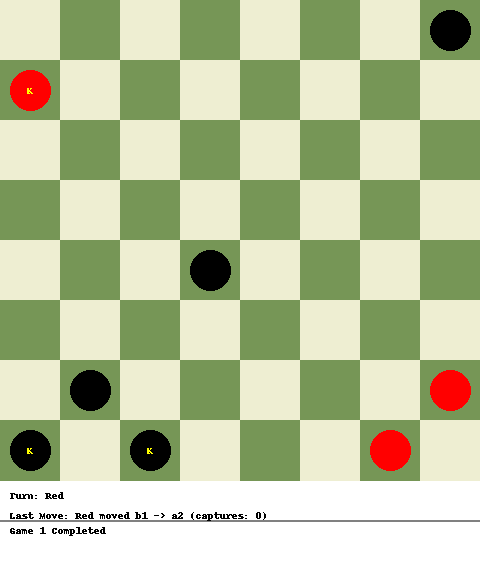 K
K
K
Turn: Red
Last Move: Red moved b1 -> a2 (captures: 0)
Game 1 Completed